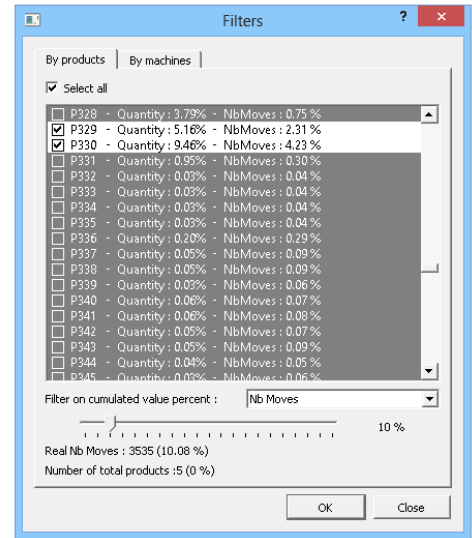 Filters
?
×
By products
By machines
Select all
P328 - Quantity : 3.79% - NbMoves : 0.75 %
P329 - Quantity : 5.16% - NbMoves : 2.31 %
P330 - Quantity : 9.46% - NbMoves : 4.23 %
P331 - Quantity : 0.95% - NbMoves : 0.30 %
P332 - Quantity : 0.03% - NbMoves : 0.04 %
P333 - Quantity : 0.03% - NbMoves : 0.04 %
P334 - Quantity : 0.03% - NbMoves : 0.04 %
P335 - Quantity : 0.03% - NbMoves : 0.04 %
P336 - Quantity : 0.20% - NbMoves : 0.29 %
P337 - Quantity : 0.05% - NbMoves : 0.09 %
P338 - Quantity : 0.05% - NbMoves : 0.09 %
P339 - Quantity : 0.03% - NbMoves : 0.06 %
P340 - Quantity : 0.06% - NbMoves : 0.07 %
P341 - Quantity : 0.06% - NbMoves : 0.08 %
P342 - Quantity : 0.05% - NbMoves : 0.07 %
P343 - Quantity : 0.05% - NbMoves : 0.09 %
P344 - Quantity : 0.04% - NbMoves : 0.05 %
P345 - Quantity : 0.03% - NbMoves : 0.06 %
Filter on cumulated value percent :
Nb Moves
10 %
Real Nb Moves : 3535 (10.08 %)
Number of total products :5 (0 %)
OK
Close